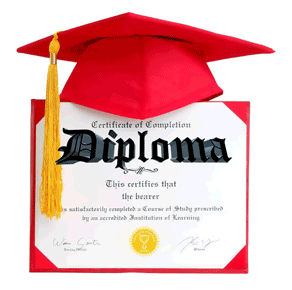 Certificate of Completion
Diploma
This certifies that
the bearer
has satisfactorily completed a Course of Study prescribed
by an accredited Institution of Learning